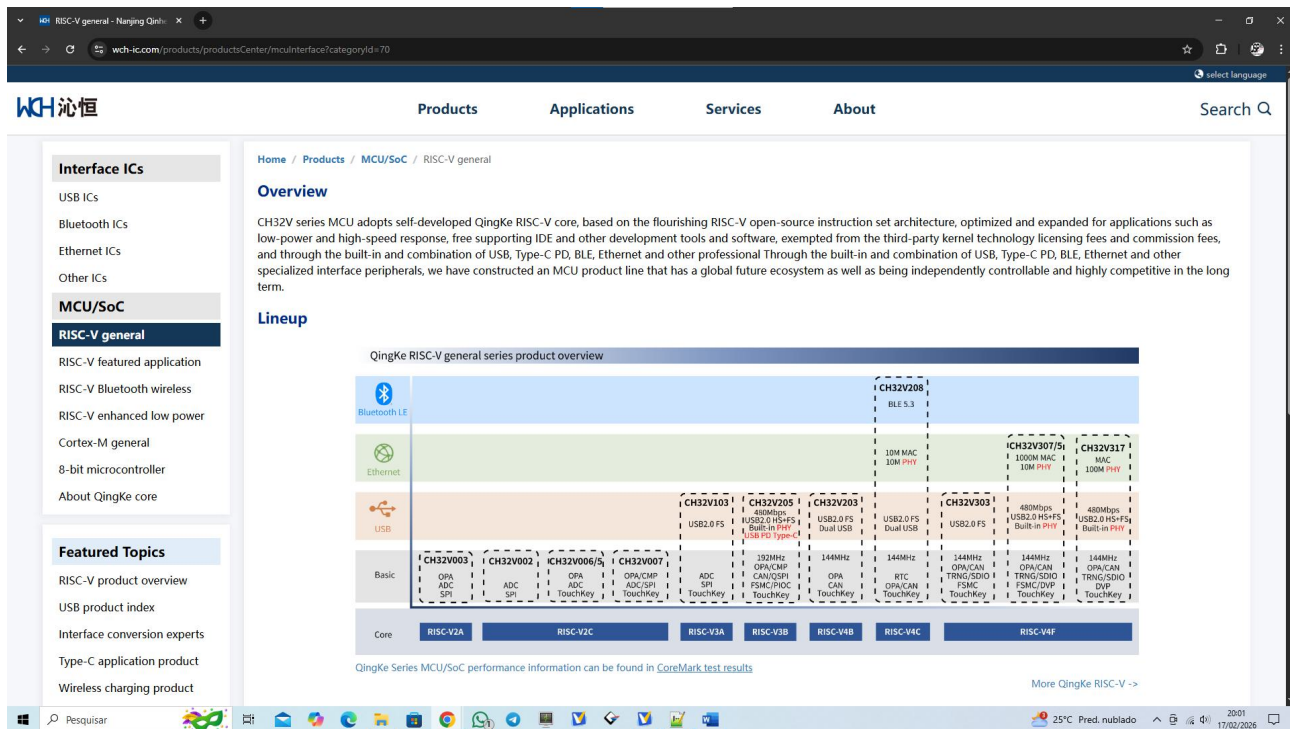 RISC-V general - Nanjing Qinhe
wch-ic.com/products/productsCenter/mcuInterface?categoryId=70
select language
WCH沁恒
Products
Applications
Services
About
Search
Interface ICs
USB ICs
Bluetooth ICs
Ethernet ICs
Other ICs
MCU/SoC
RISC-V general
RISC-V featured application
RISC-V Bluetooth wireless
RISC-V enhanced low power
Cortex-M general
8-bit microcontroller
About QingKe core
Featured Topics
RISC-V product overview
USB product index
Interface conversion experts
Type-C application product
Wireless charging product
Home / Products / MCU/SoC / RISC-V general
Overview
CH32V series MCU adopts self-developed QingKe RISC-V core, based on the flourishing RISC-V open-source instruction set architecture, optimized and expanded for applications such as
low-power and high-speed response, free supporting IDE and other development tools and software, exempted from the third-party kernel technology licensing fees and commission fees,
and through the built-in and combination of USB, Type-C PD, BLE, Ethernet and other professional Through the built-in and combination of USB, Type-C PD, BLE, Ethernet and other
specialized interface peripherals, we have constructed an MCU product line that has a global future ecosystem as well as being independently controllable and highly competitive in the long
term.
Lineup
QingKe RISC-V general series product overview
Bluetooth LE
CH32V208
BLE 5.3
Ethernet
10M MAC
10M PHY
CH32V307/5
1000M MAC
10M PHY
CH32V317
MAC
100M PHY
USB
CH32V103
USB2.0 FS
CH32V205
480Mbps
USB2.0 HS+FS
Built-in PHY
USB PD Type-C
CH32V203
USB2.0 FS
Dual USB
USB2.0 FS
Dual USB
CH32V303
USB2.0 FS
480Mbps
USB2.0 HS+FS
Built-in PHY
480Mbps
USB2.0 HS+FS
Built-in PHY
Basic
CH32V003
OPA
ADC
SPI
CH32V002
ADC
SPI
CH32V006/5
OPA
ADC
TouchKey
CH32V007
OPA/CMP
ADC/SPI
TouchKey
ADC
SPI
TouchKey
192MHz
OPA/CMP
CAN/QSPI
FSMC/PIOC
TouchKey
144MHz
OPA
CAN
TouchKey
144MHz
RTC
OPA/CAN
TouchKey
144MHz
OPA/CAN
TRNG/SDIO
FSMC
TouchKey
144MHz
OPA/CAN
TRNG/SDIO
FSMC/DVP
TouchKey
144MHz
OPA/CAN
TRNG/SDIO
DVP
TouchKey
Core
RISC-V2A
RISC-V2C
RISC-V3A
RISC-V3B
RISC-V4B
RISC-V4C
RISC-V4F
QingKe Series MCU/SoC performance information can be found in CoreMark test results
More QingKe RISC-V ->
Pesquisar
25°C Pred. nublado
20:01
17/02/2026